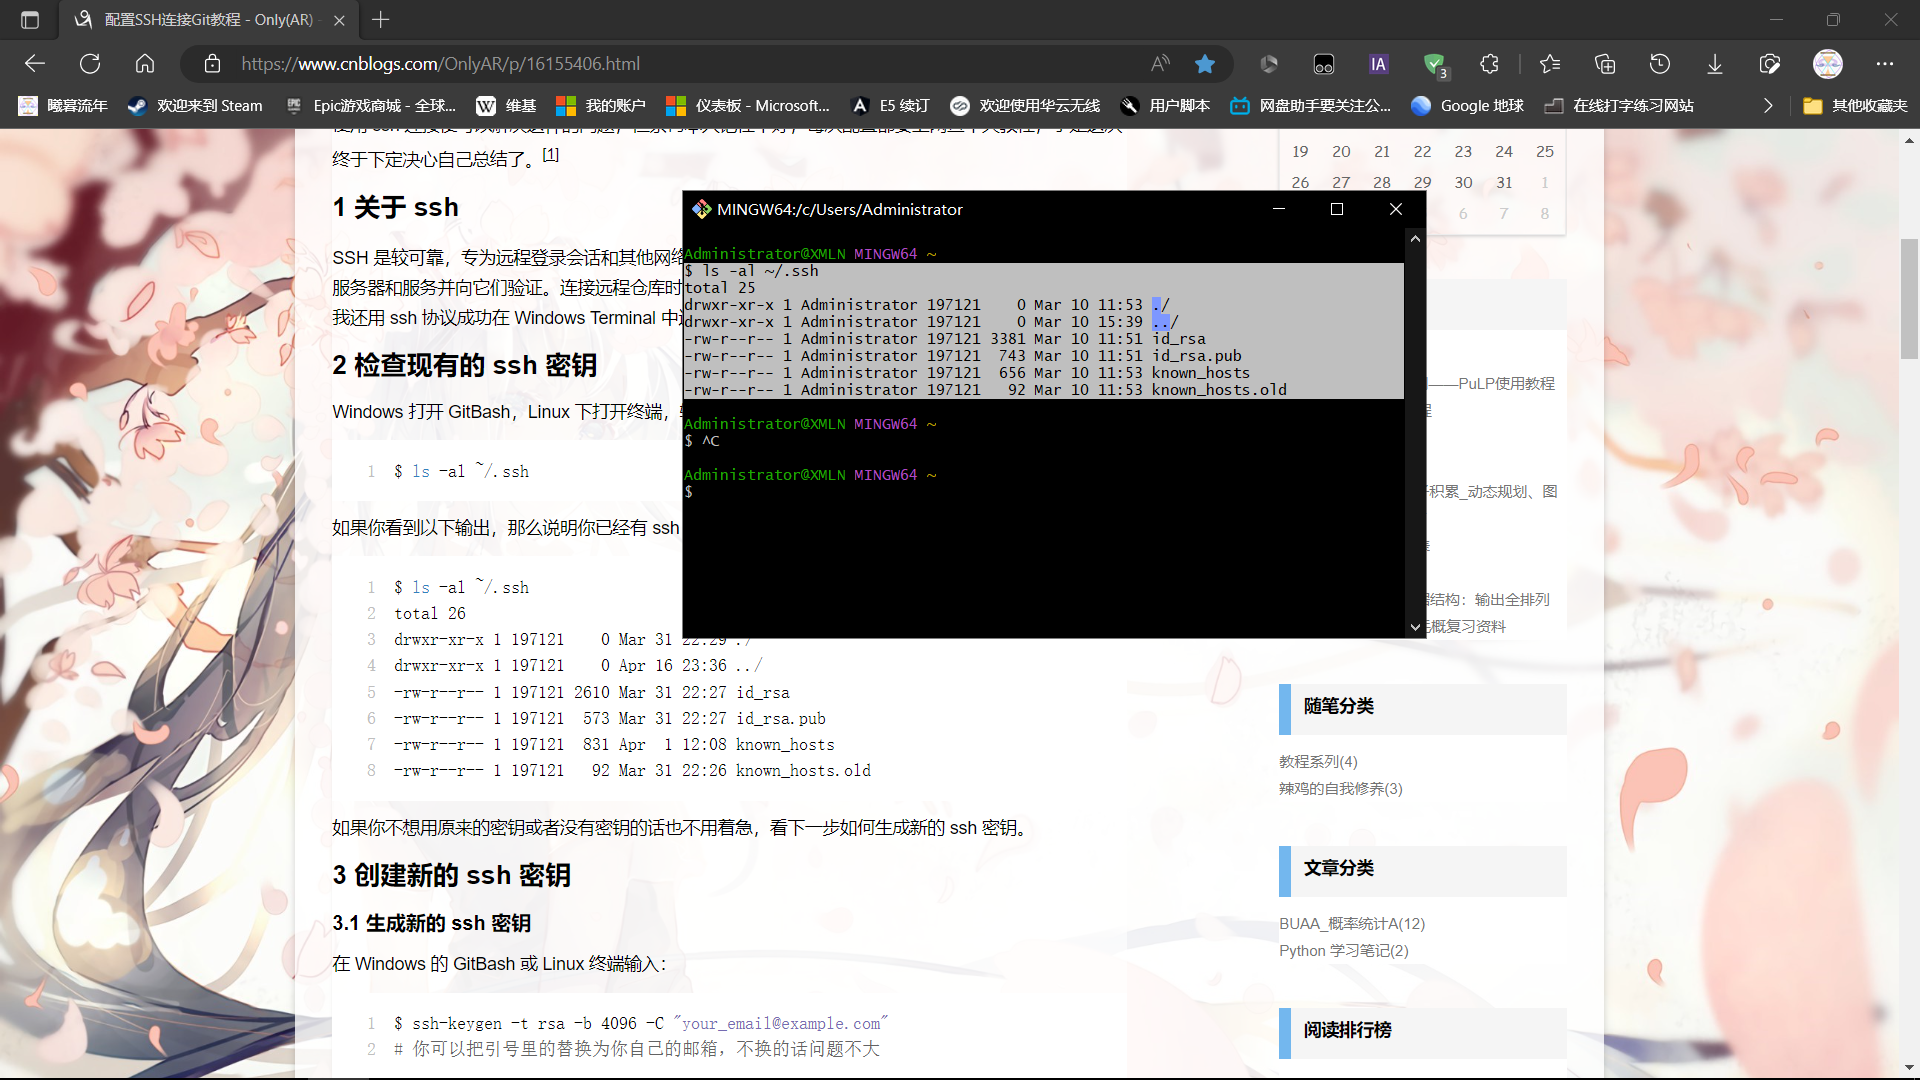 配置SSH连接Git教程 - Only(AR) -
https://www.cnblogs.com/OnlyAR/p/16155406.html
IA
3
曦暮流年 欢迎来到 Steam Epic游戏商城 - 全球... 维基 我的账户 仪表板 - Microsoft... E5 续订 欢迎使用华云无线 用户脚本 网盘助手要关注公... Google 地球 在线打字练习网站 其他收藏夹
终于下定决心自己总结了。[1]
1 关于 ssh
SSH 是较可靠，专为远程登录会话和其他网络
服务器和服务并向它们验证。连接远程仓库时
我还用 ssh 协议成功在 Windows Terminal 中
2 检查现有的 ssh 密钥
Windows 打开 GitBash，Linux 下打开终端，
1 $ ls -al ~/.ssh
如果你看到以下输出，那么说明你已经有 ssh
1 $ ls -al ~/.ssh
2 total 26
3 drwxr-xr-x 1 197121    0 Mar 31 22:29 ./
4 drwxr-xr-x 1 197121    0 Apr 16 23:36 ../
5 -rw-r--r-- 1 197121 2610 Mar 31 22:27 id_rsa
6 -rw-r--r-- 1 197121  573 Mar 31 22:27 id_rsa.pub
7 -rw-r--r-- 1 197121  831 Apr  1 12:08 known_hosts
8 -rw-r--r-- 1 197121   92 Mar 31 22:26 known_hosts.old
如果你不想用原来的密钥或者没有密钥的话也不用着急，看下一步如何生成新的 ssh 密钥。
3 创建新的 ssh 密钥
3.1 生成新的 ssh 密钥
在 Windows 的 GitBash 或 Linux 终端输入：
1 $ ssh-keygen -t rsa -b 4096 -C "your_email@example.com"
2 # 你可以把引号里的替换为你自己的邮箱，不换的话问题不大
MINGW64:/c/Users/Administrator
Administrator@XMLN MINGW64 ~
$ ls -al ~/.ssh
total 25
drwxr-xr-x 1 Administrator 197121    0 Mar 10 11:53 ./
drwxr-xr-x 1 Administrator 197121    0 Mar 10 15:39 ../
-rw-r--r-- 1 Administrator 197121 3381 Mar 10 11:51 id_rsa
-rw-r--r-- 1 Administrator 197121  743 Mar 10 11:51 id_rsa.pub
-rw-r--r-- 1 Administrator 197121  656 Mar 10 11:53 known_hosts
-rw-r--r-- 1 Administrator 197121   92 Mar 10 11:53 known_hosts.old
Administrator@XMLN MINGW64 ~
$ ^C
Administrator@XMLN MINGW64 ~
$
19 20 21 22 23 24 25
26 27 28 29 30 31 1
6 7 8
——PuLP使用教程
积累_动态规划、图
结构：输出全排列
概复习资料
随笔分类
教程系列(4)
辣鸡的自我修养(3)
文章分类
BUAA_概率统计A(12)
Python 学习笔记(2)
阅读排行榜